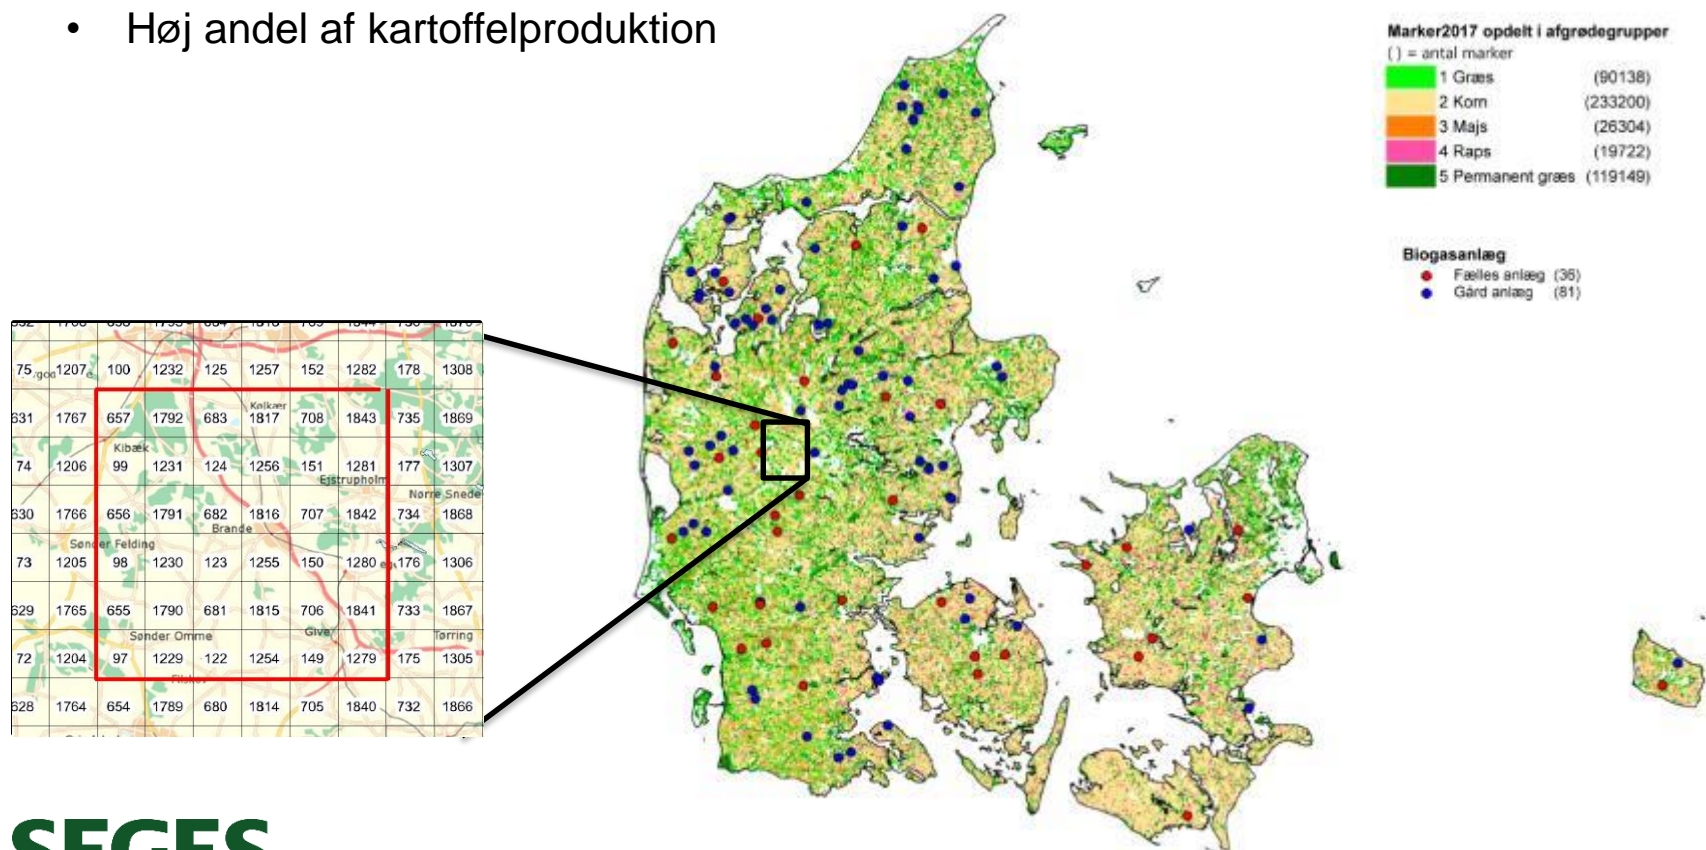 • Høj andel af kartoffelproduktion
Marker2017 opdelt i afgrødegrupper
( ) = antal marker
1 Græs (90138)
2 Korn (233200)
3 Majs (26304)
4 Raps (19722)
5 Permanent græs (119149)
Biogasanlæg
Fælles anlæg (36)
Gård anlæg (81)
75 1207 100 1232 125 1257 152 1282 178 1308
Kølkær
631 1767 657 1792 683 1817 708 1843 735 1869
Kibæk
74 1206 99 1231 124 1256 151 1281 177 1307
Ejstrupholm
Nørre Snede
630 1766 656 1791 682 1816 707 1842 734 1868
Brande
Sønder Felding
73 1205 98 1230 123 1255 150 1280 176 1306
629 1765 655 1790 681 1815 706 1841 733 1867
Sønder Omme Give Tørring
72 1204 97 1229 122 1254 149 1279 175 1305
628 1764 654 1789 680 1814 705 1840 732 1866
SEGES